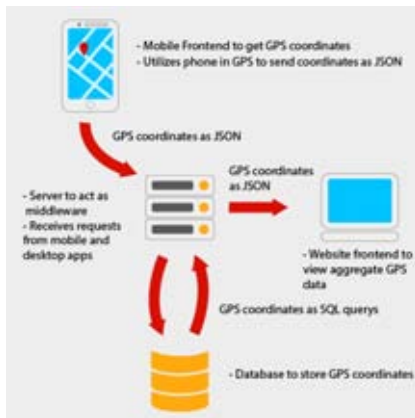 - Mobile Frontend to get GPS coordinates
- Utilizes phone in GPS to send coordinates as JSON
GPS coordinates as JSON
GPS coordinates
as JSON
- Server to act as
middleware
- Receives requests
from mobile and
desktop apps
- Website frontend to
view aggregate GPS
data
GPS coordinates as SQL querys
- Database to store GPS coordinates